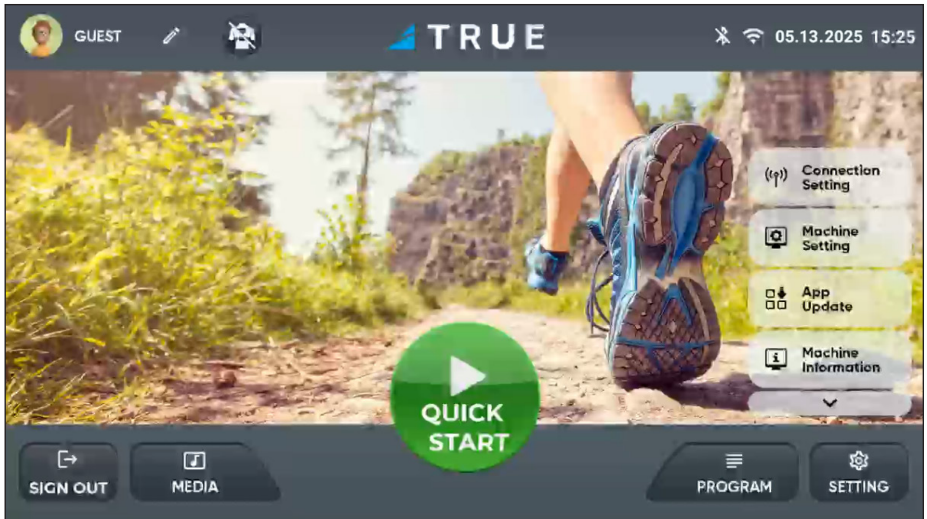 GUEST
TRUE
05.13.2025 15:25
Connection
Setting
Machine
Setting
App
Update
Machine
Information
QUICK
START
SIGN OUT
MEDIA
PROGRAM
SETTING